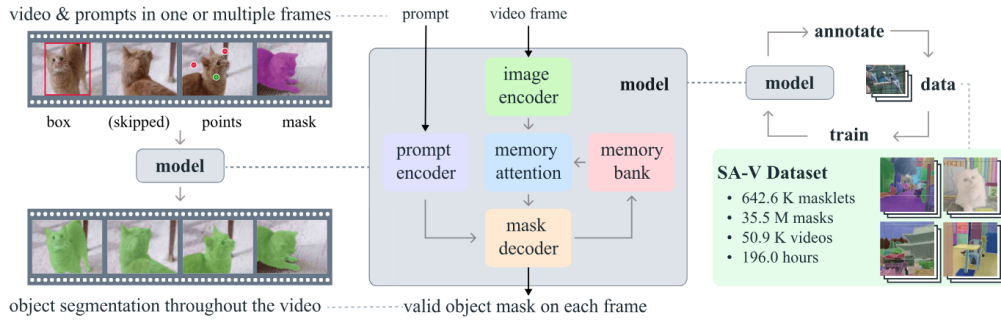 video & prompts in one or multiple frames
box
(skipped)
points
mask
model
object segmentation throughout the video
prompt
video frame
image
encoder
model
prompt
encoder
memory
attention
memory
bank
mask
decoder
valid object mask on each frame
annotate
model
data
train
SA-V Dataset
• 642.6 K masklets
• 35.5 M masks
• 50.9 K videos
• 196.0 hours
VOGUE